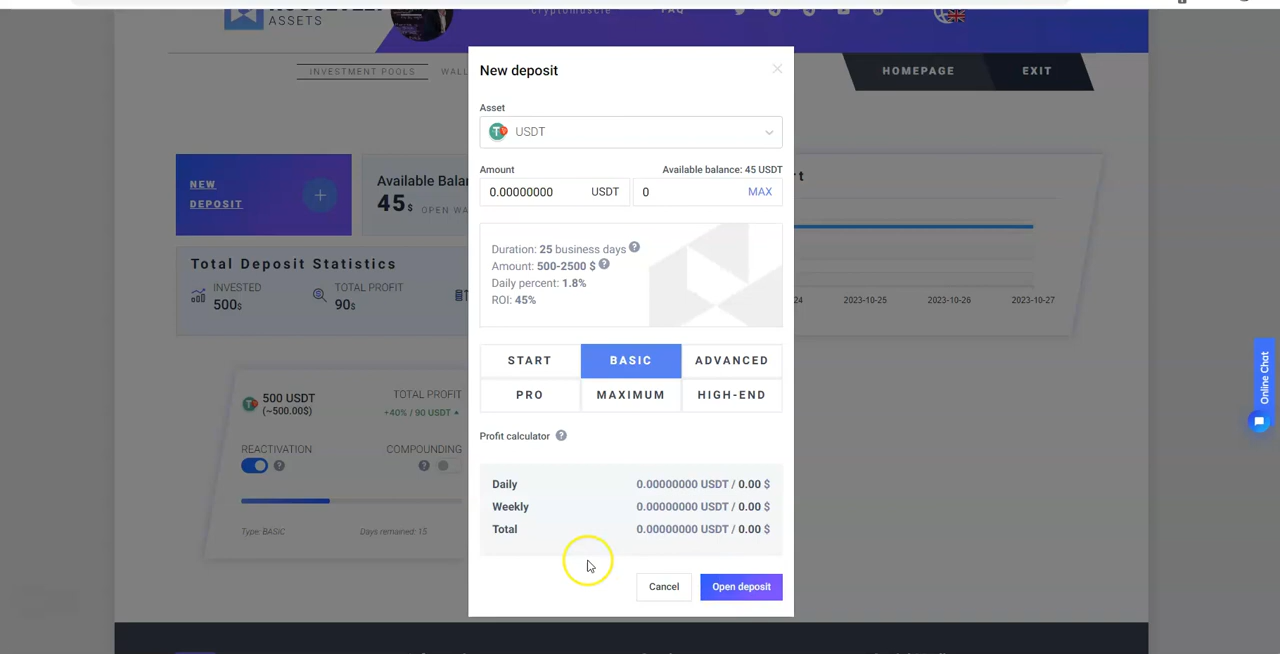 ASSETS
cryptomuscle
FAQ
INVESTMENT POOLS
HOMEPAGE
EXIT
New deposit
Asset
USDT
Amount
Available balance: 45 USDT
0.00000000 USDT
0
MAX
NEW
DEPOSIT
Available Bala
45$
Duration: 25 business days ?
Amount: 500-2500 $ ?
Daily percent: 1.8%
ROI: 45%
Total Deposit Statistics
INVESTED
500$
TOTAL PROFIT
90$
2023-10-25
2023-10-26
2023-10-27
START
BASIC
ADVANCED
PRO
MAXIMUM
HIGH-END
Profit calculator ?
Daily 0.00000000 USDT / 0.00 $
Weekly 0.00000000 USDT / 0.00 $
Total 0.00000000 USDT / 0.00 $
Cancel
Open deposit
500 USDT
(~500.00$)
TOTAL PROFIT
+40% / 90 USDT
REACTIVATION
COMPOUNDING
Type: BASIC
Days remained: 15
Online Chat